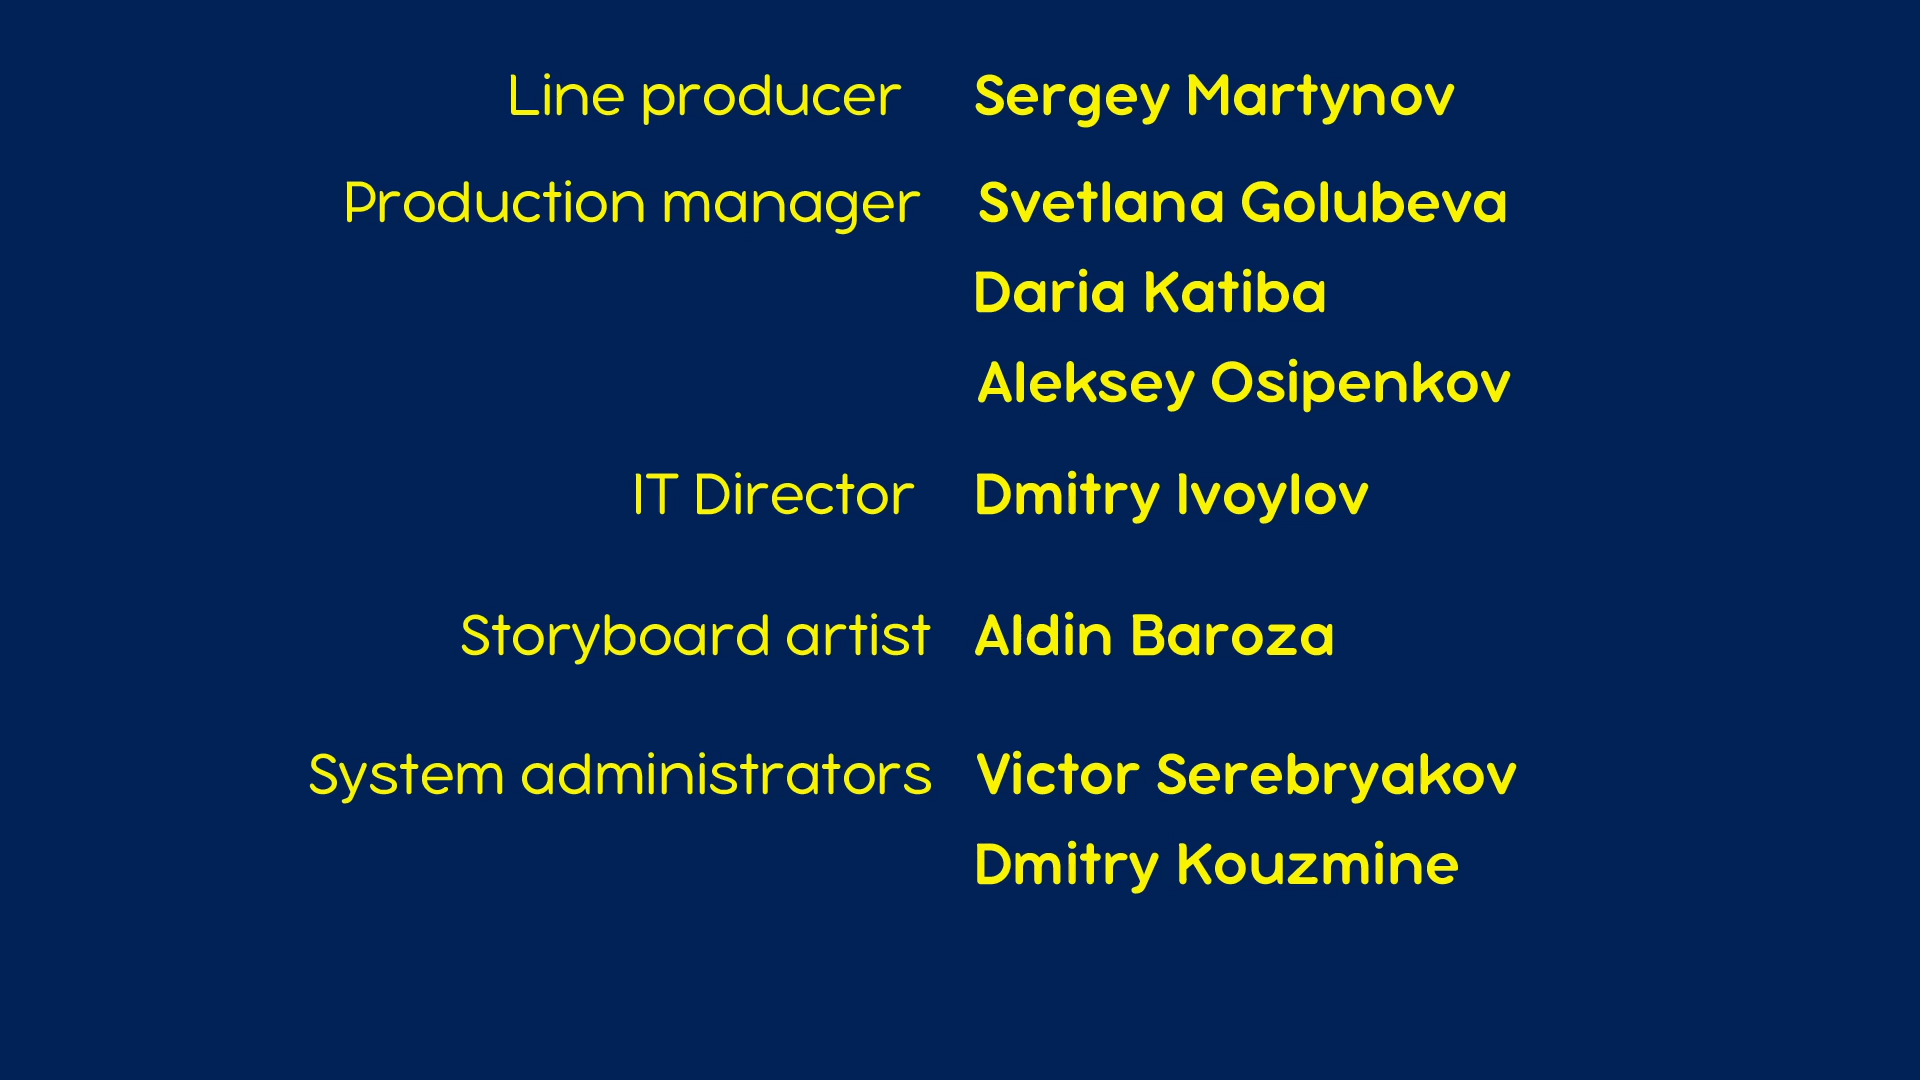 Line producer Sergey Martynov
Production manager Svetlana Golubeva
Daria Katiba
Aleksey Osipenkov
IT Director Dmitry Ivoylov
Storyboard artist Aldin Baroza
System administrators Victor Serebryakov
Dmitry Kouzmine